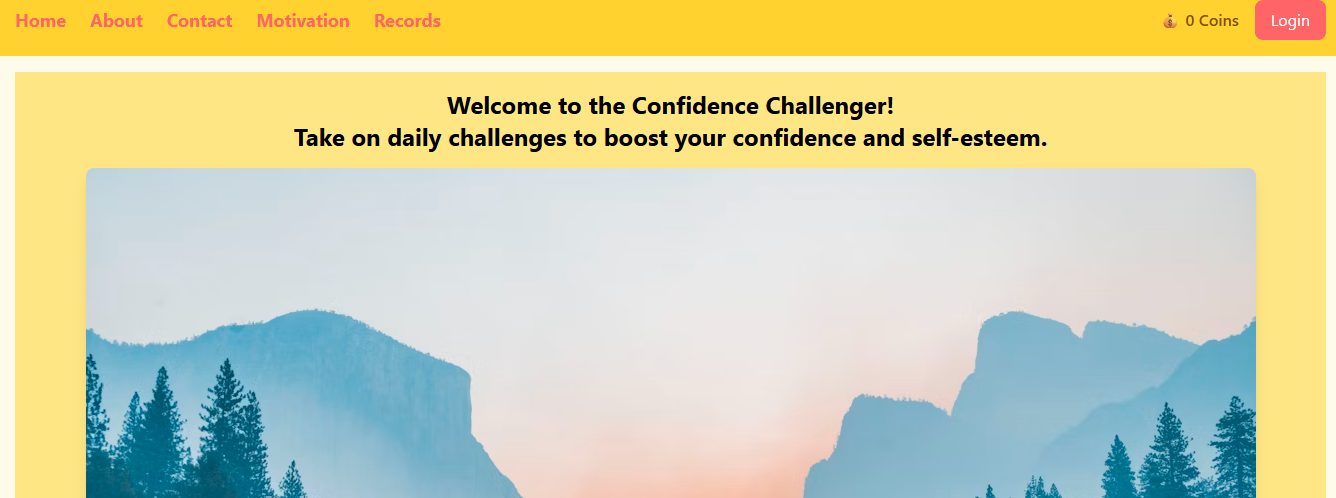 Home About Contact Motivation Records 💰 0 Coins Login
Welcome to the Confidence Challenger!
Take on daily challenges to boost your confidence and self-esteem.